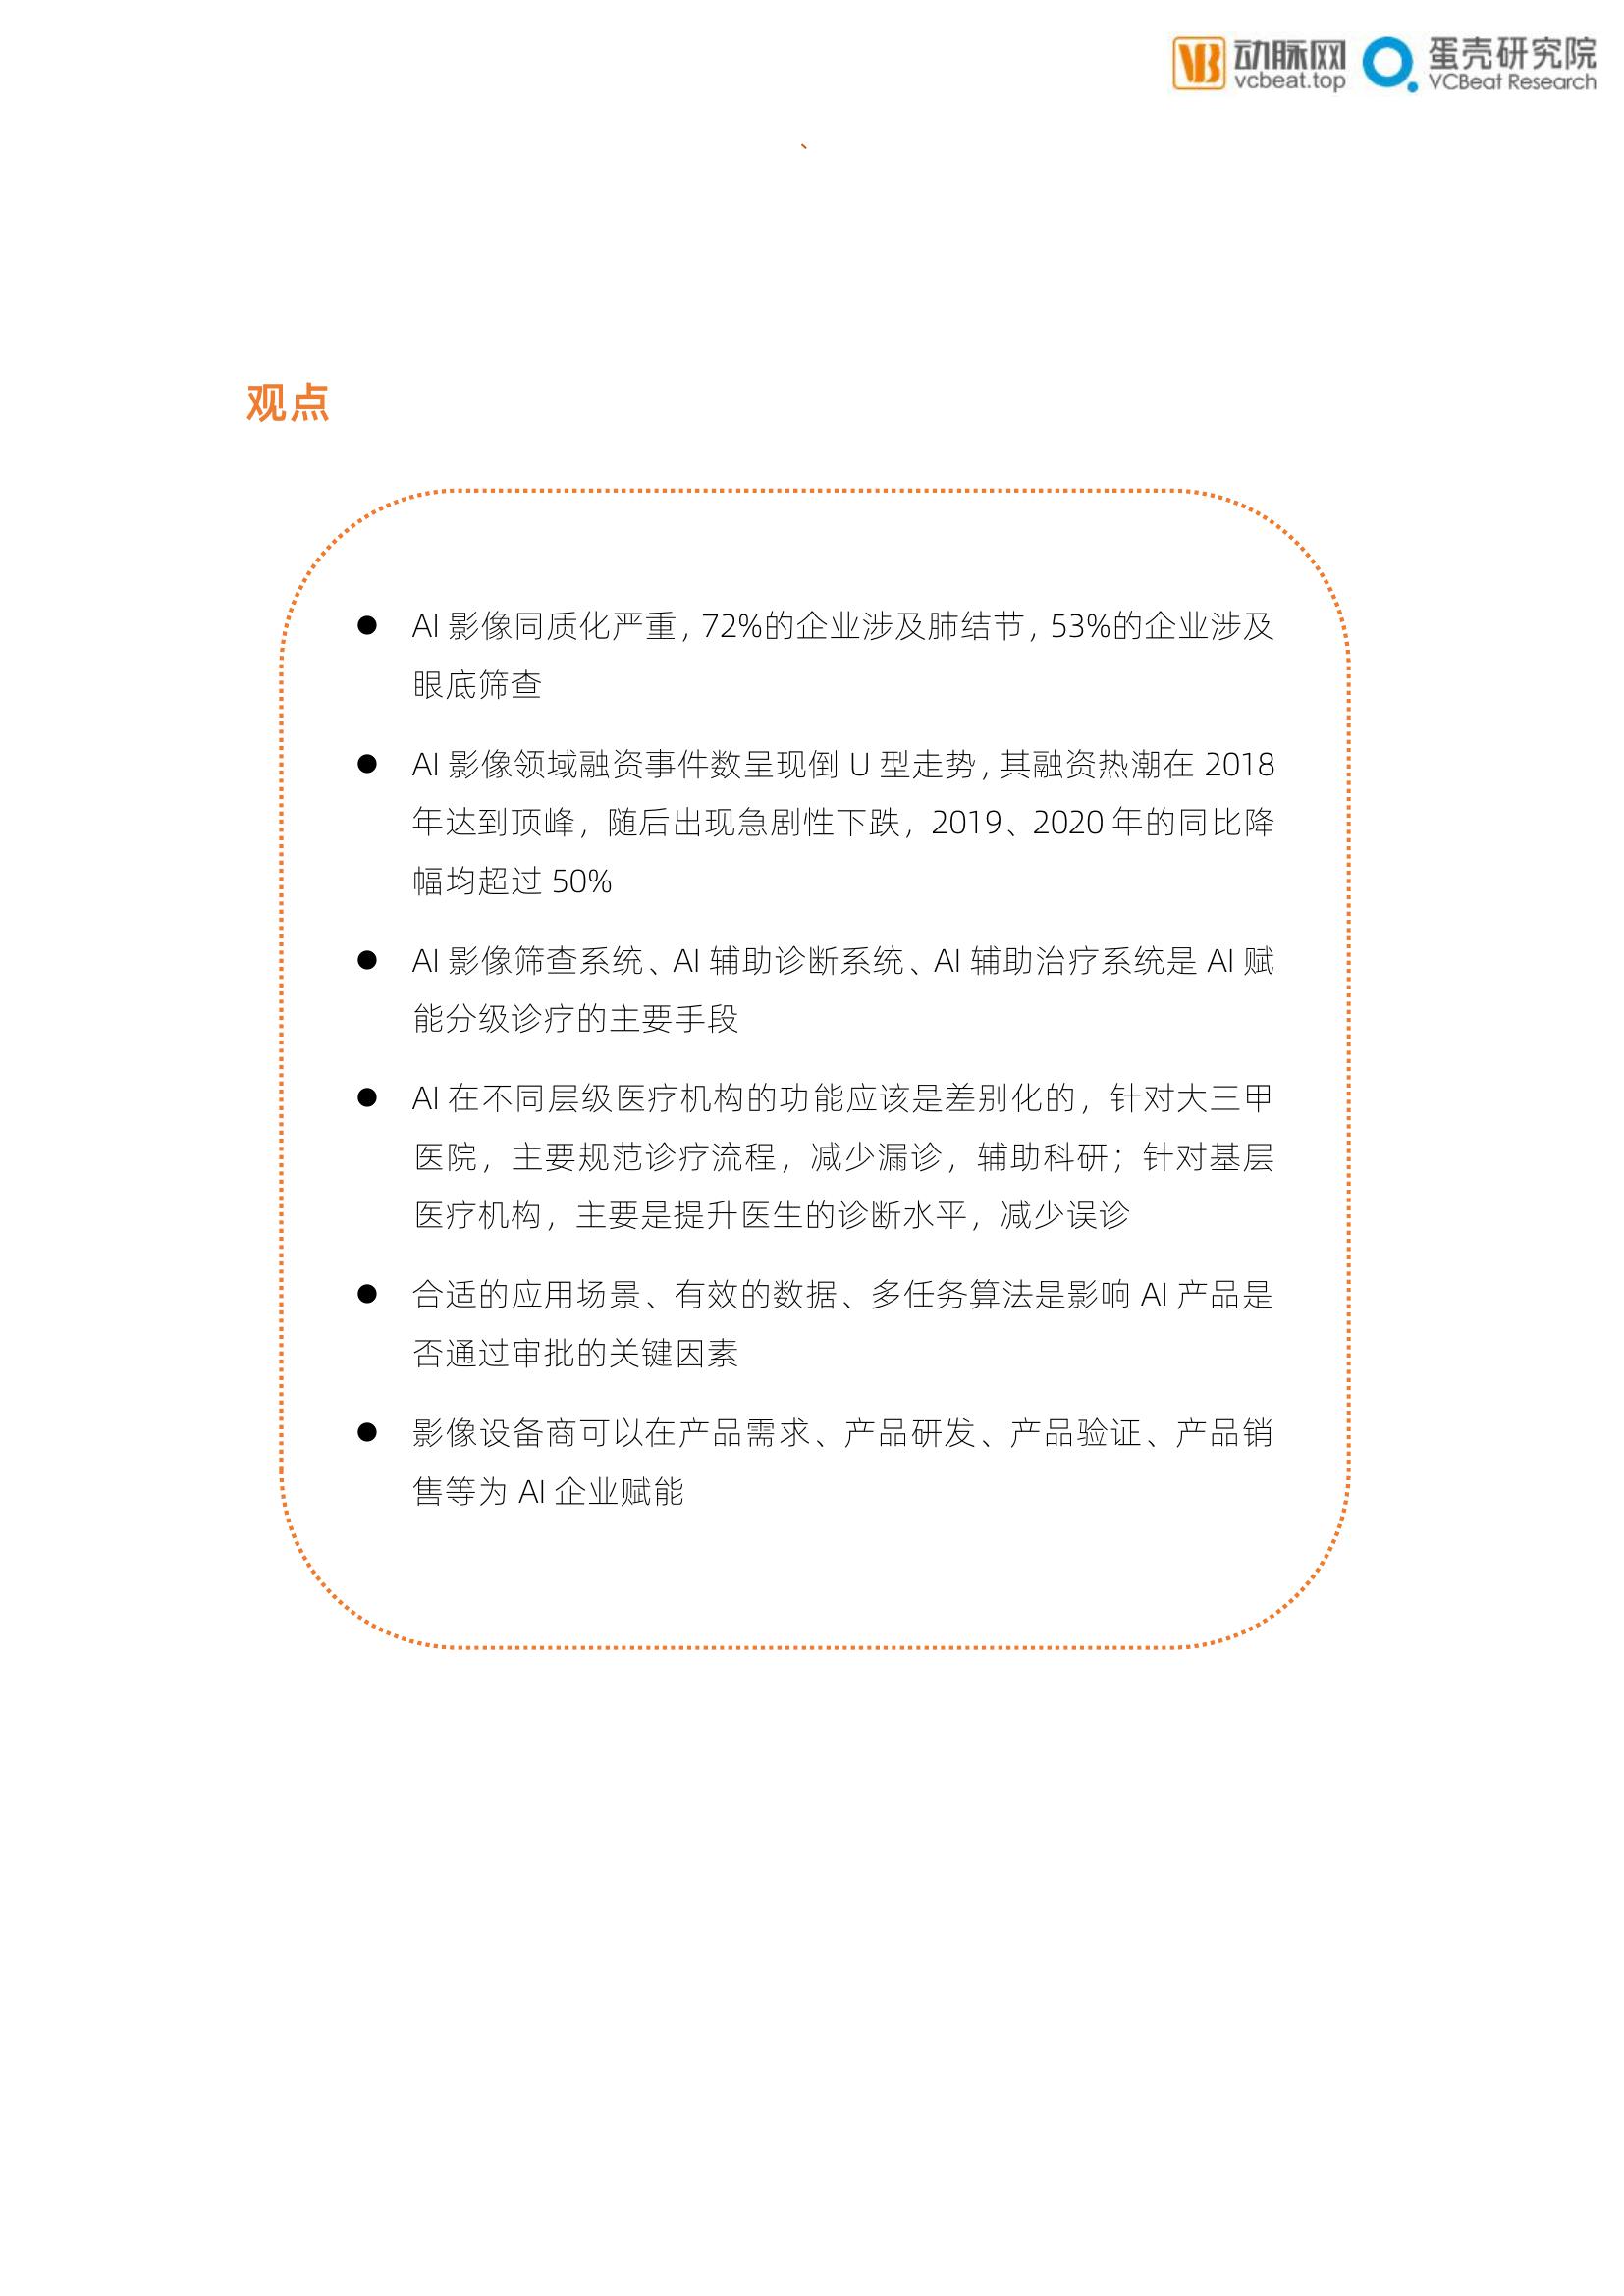 动脉网
vcbeat.top
蛋壳研究院
VCBeat Research
、
观点
● AI 影像同质化严重，72%的企业涉及肺结节，53%的企业涉及
眼底筛查
● AI 影像领域融资事件数呈现倒 U 型走势，其融资热潮在 2018
年达到顶峰，随后出现急剧性下跌，2019、2020 年的同比降
幅均超过 50%
● AI 影像筛查系统、AI 辅助诊断系统、AI 辅助治疗系统是 AI 赋
能分级诊疗的主要手段
● AI 在不同层级医疗机构的功能应该是差别化的，针对大三甲
医院，主要规范诊疗流程，减少漏诊，辅助科研；针对基层
医疗机构，主要是提升医生的诊断水平，减少误诊
● 合适的应用场景、有效的数据、多任务算法是影响 AI 产品是
否通过审批的关键因素
● 影像设备商可以在产品需求、产品研发、产品验证、产品销
售等为 AI 企业赋能